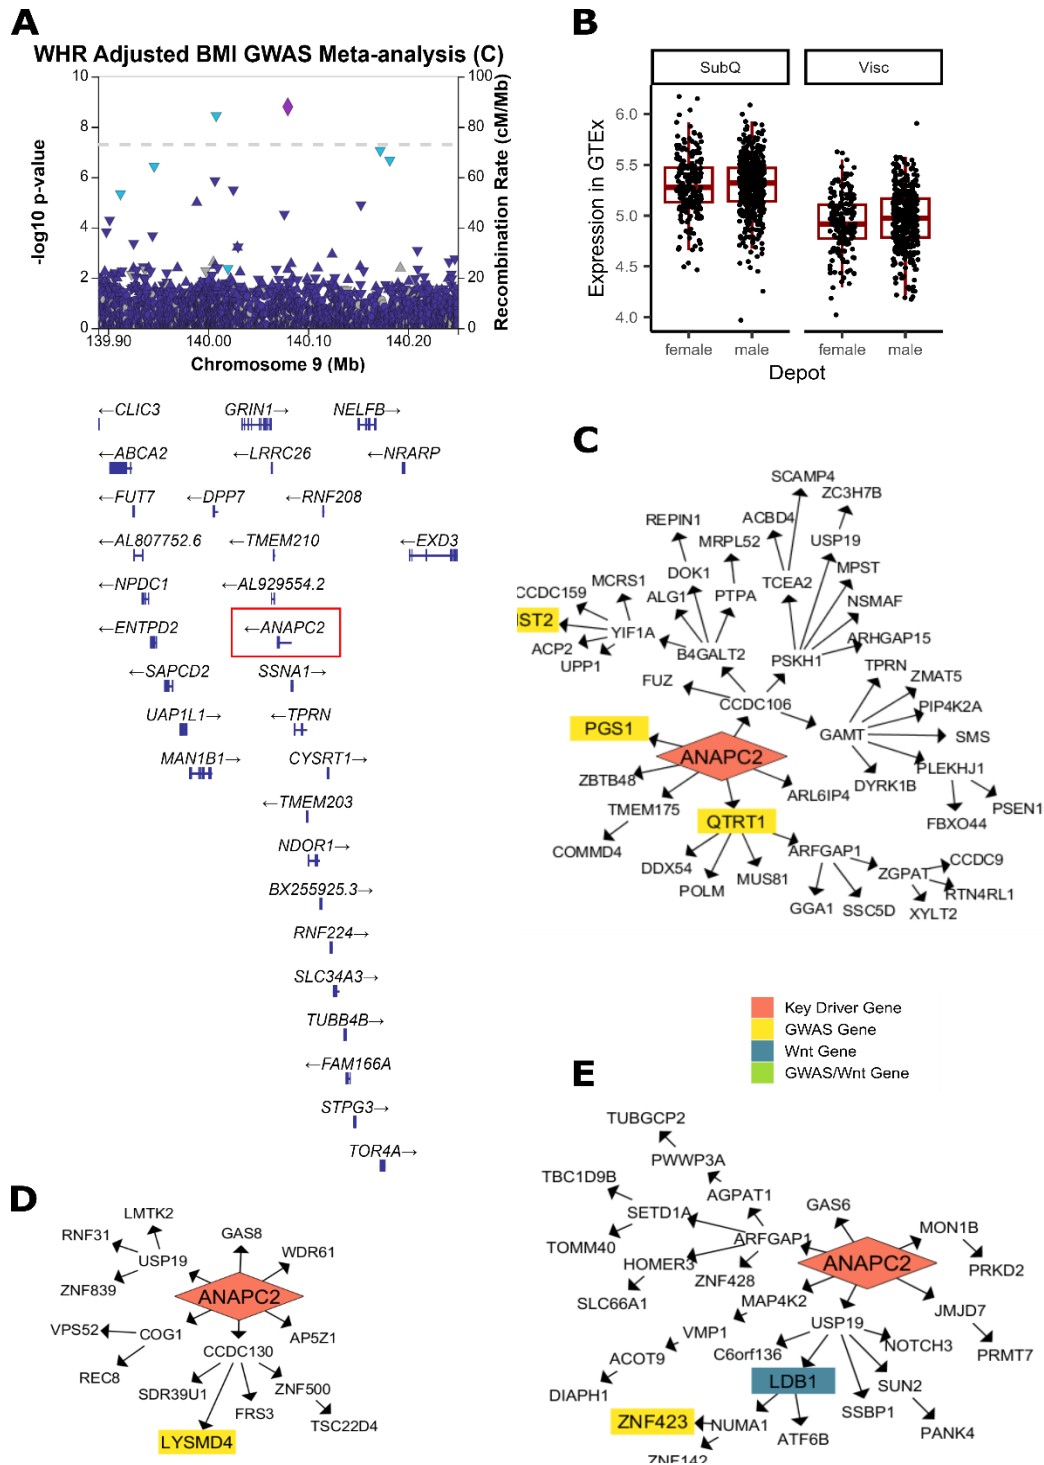 A
WHR Adjusted BMI GWAS Meta-analysis (C)
-log10 p-value
10
8
6
4
2
0
100
80
60
40
20
0
Recombination Rate (cM/Mb)
139.90 140.00 140.10 140.20
Chromosome 9 (Mb)
←CLIC3 GRIN1→ NELFB→
←ABCA2 ←LRRC26 ←NRARP
←FUT7 ←DPP7 ←RNF208
←AL807752.6 ←TMEM210 ←EXD3
←NPDC1 ←AL929554.2
←ENTPD2 ←ANAPC2
←SAPCD2 SSNA1→
UAP1L1→ ←TPRN
MAN1B1→ CYSRT1→
←TMEM203
NDOR1→
BX255925.3→
RNF224→
SLC34A3→
TUBB4B→
←FAM166A
STPG3→
TOR4A→
B
SubQ Visc
Expression in GTEx
6.0
5.5
5.0
4.5
4.0
female male female male
Depot
C
SCAMP4
ZC3H7B
REPIN1
ACBD4
MRPL52
USP19
MCRS1
DOK1
TCEA2
MPST
CCDC159
ALG1
PTPA
NSMAF
IST2
YIF1A
ARHGAP15
ACP2
B4GALT2
PSKH1
TPRN
UPP1
FUZ
ZMAT5
CCDC106
PIP4K2A
PGS1
GAMT
SMS
ANAPC2
PLEKHJ1
ZBTB48
DYRK1B
ARL6IP4
PSEN1
TMEM175
QTRT1
FBXO44
COMMD4
ARFGAP1
DDX54
CCDC9
MUS81
ZGPAT
POLM
RTN4RL1
GGA1
SSC5D
XYLT2
Key Driver Gene
GWAS Gene
Wnt Gene
GWAS/Wnt Gene
D
LMTK2
RNF31
GAS8
USP19
WDR61
ZNF839
ANAPC2
VPS52
COG1
AP5Z1
CCDC130
REC8
SDR39U1
ZNF500
FRS3
TSC22D4
LYSMD4
E
TUBGCP2
PWWP3A
TBC1D9B
AGPAT1
GAS6
SETD1A
MON1B
TOMM40
ARFGAP1
HOMER3
ANAPC2
PRKD2
ZNF428
SLC66A1
MAP4K2
JMJD7
VMP1
USP19
NOTCH3
PRMT7
ACOT9
C6orf136
DIAPH1
LDB1
SUN2
SSBP1
ZNF423
NUMA1
PANK4
ATF6B
ZNF142